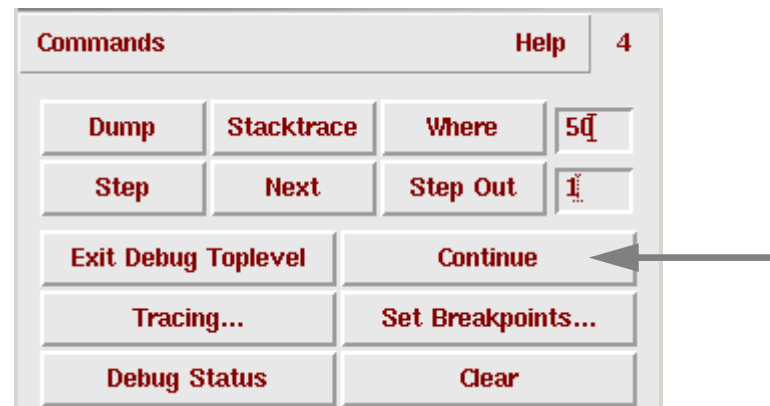 Commands Help 4
Dump Stacktrace Where 50
Step Next Step Out 1
Exit Debug Toplevel Continue
Tracing... Set Breakpoints...
Debug Status Clear